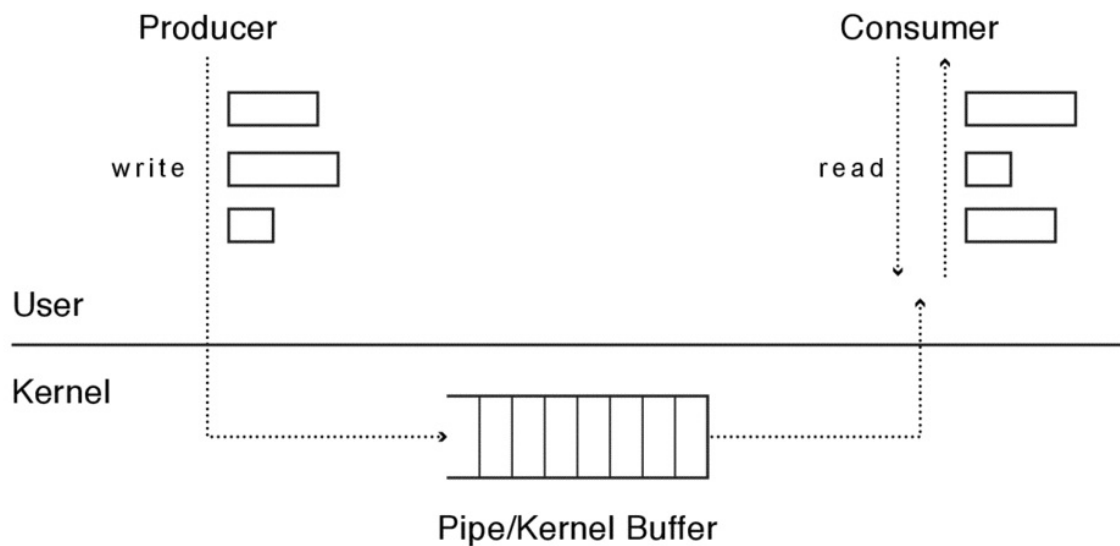 Producer
Consumer
write
read
User
Kernel
Pipe/Kernel Buffer